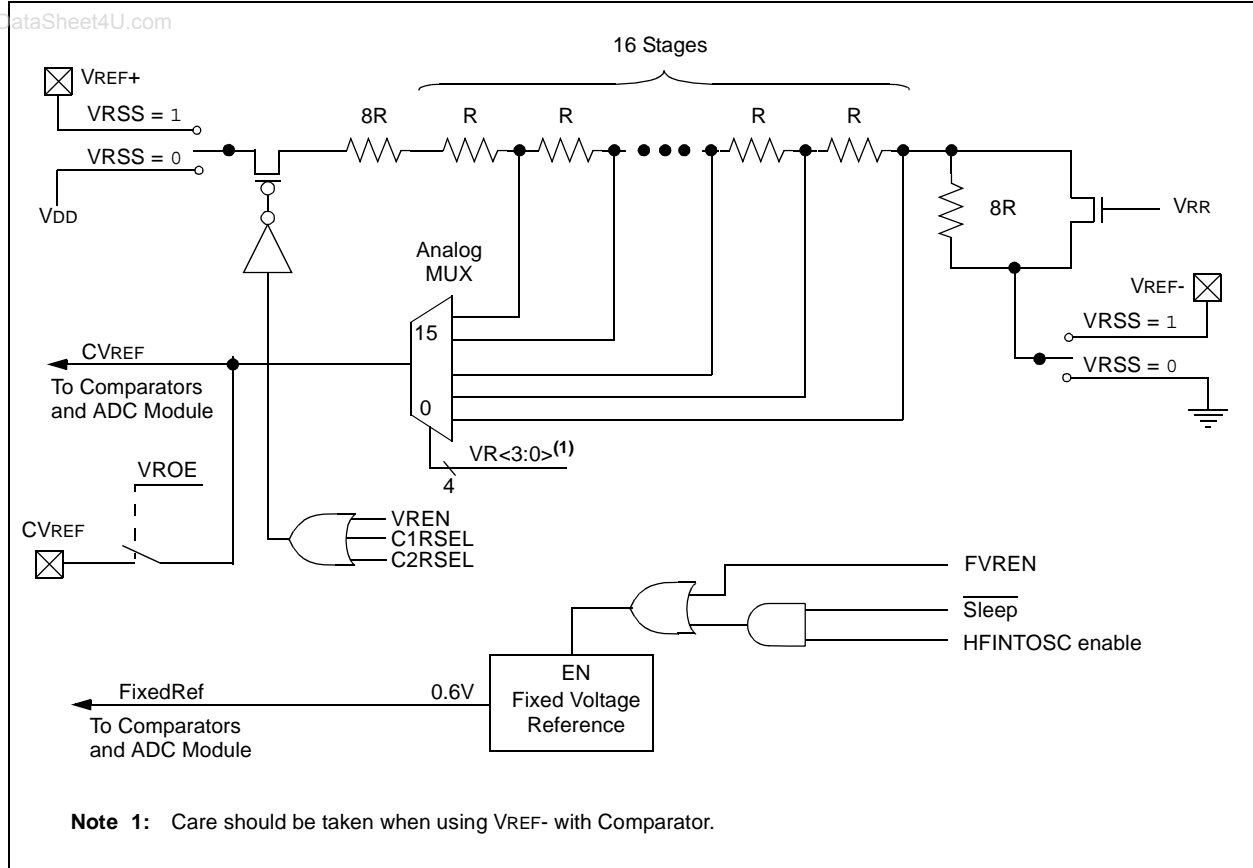 DataSheet4U.com
16 Stages
VREF+
VRSS = 1
8R
R
R
R
R
VRSS = 0
VDD
8R
VRR
Analog
MUX
VREF-
15
VRSS = 1
CVREF
VRSS = 0
To Comparators
and ADC Module
0
VR<3:0>(1)
VROE
4
CVREF
VREN
C1RSEL
C2RSEL
FVREN
Sleep
HFINTOSC enable
EN
FixedRef
0.6V
Fixed Voltage
Reference
To Comparators
and ADC Module
Note 1: Care should be taken when using VREF- with Comparator.